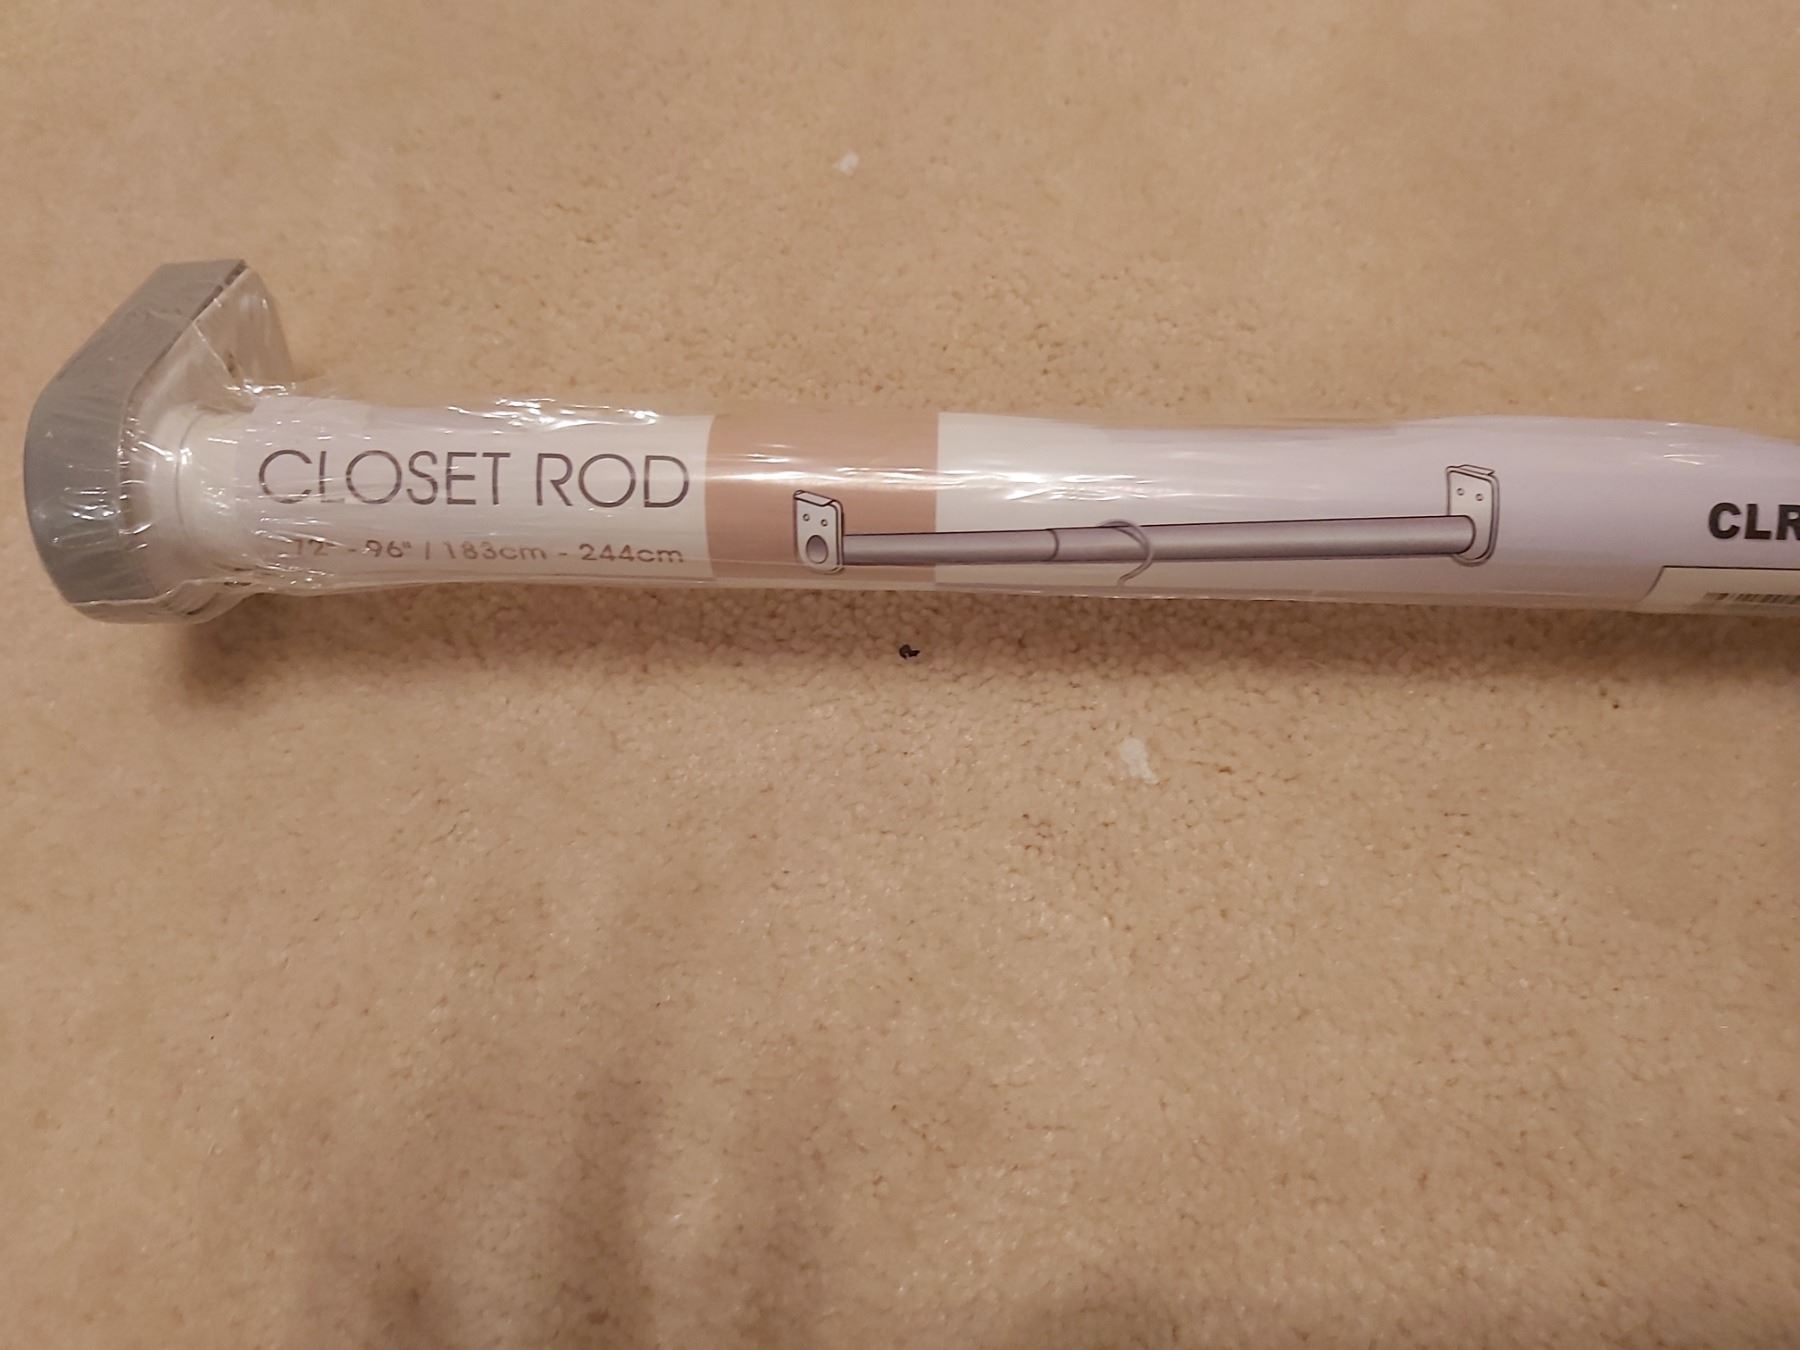 CLOSET ROD
72" - 96" / 183cm - 244cm
CLR